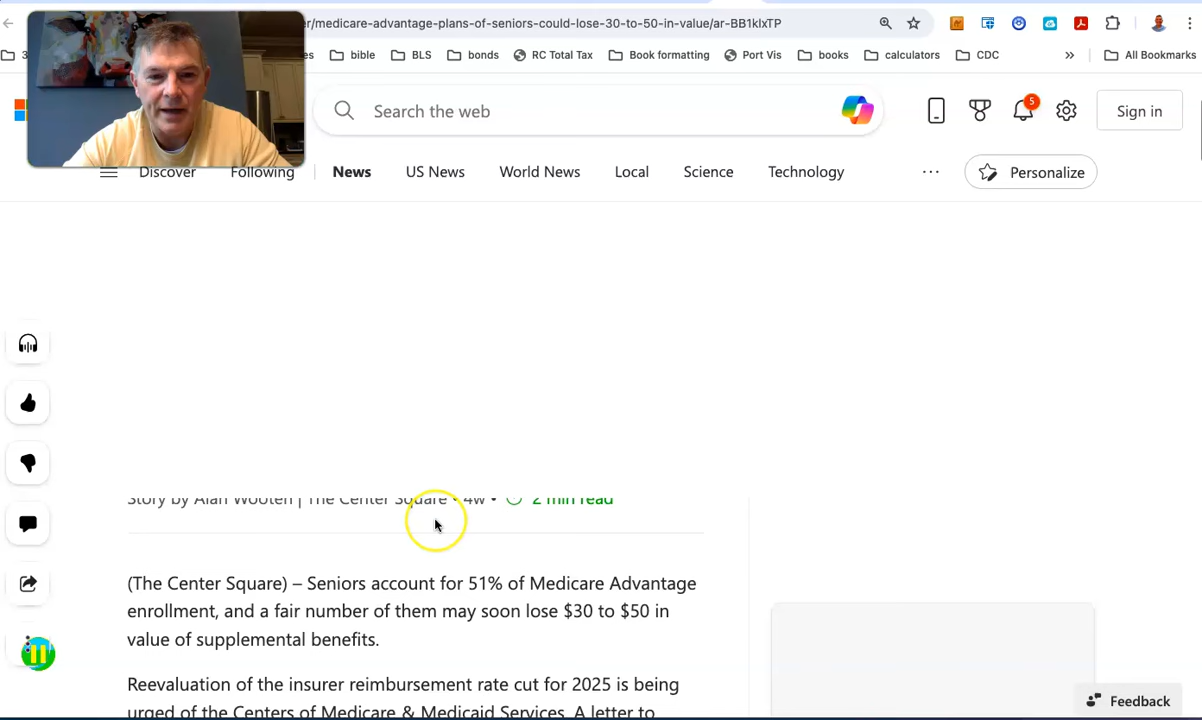 er/medicare-advantage-plans-of-seniors-could-lose-30-to-50-in-value/ar-BB1klxTP
3
es
bible
BLS
bonds
RC Total Tax
Book formatting
Port Vis
books
calculators
CDC
»
All Bookmarks
Search the web
5
Sign in
Discover
Following
News
US News
World News
Local
Science
Technology
...
Personalize
Story by Alan Wooten | The Center Square • 4w • 2 min read
(The Center Square) – Seniors account for 51% of Medicare Advantage
enrollment, and a fair number of them may soon lose $30 to $50 in
value of supplemental benefits.
Reevaluation of the insurer reimbursement rate cut for 2025 is being
urged of the Centers of Medicare & Medicaid Services. A letter to
Feedback